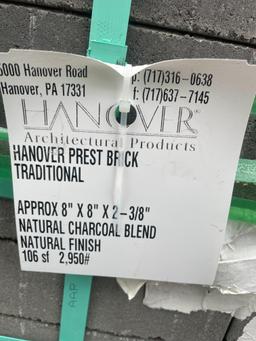 5000 Hanover Road p: (717)316-0638
Hanover, PA 17331 f: (717)637-7145
HANOVER®
Architectural Products
HANOVER PREST BRICK
TRADITIONAL
APPROX 8" X 8" X 2-3/8"
NATURAL CHARCOAL BLEND
NATURAL FINISH
106 sf 2,950#
AAP